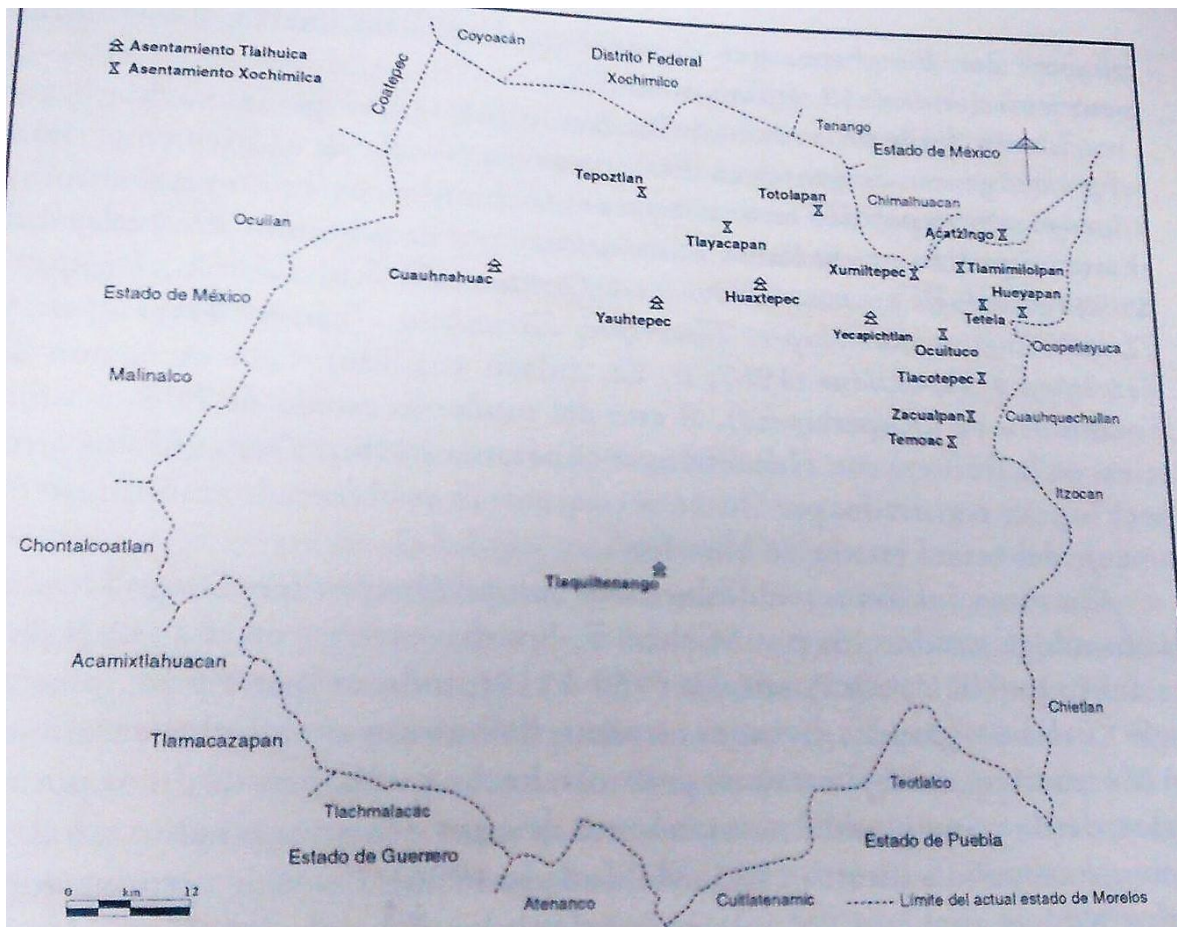 Asentamiento Tlalhuica
Asentamiento Xochimilca
Coyoacán
Distrito Federal
Xochimilco
Coatepec
Tenango
Estado de México
Tepoztlan
Totolapan
Chimalhuacan
Ocuilan
Tlayacapan
Acatzingo
Cuauhnahuac
Xumiltepec
Tlamimilolpan
Estado de México
Huaxtepec
Hueyapan
Yauhtepec
Tetela
Yecapichtlan
Ocuituco
Ocopetlayuca
Malinalco
Tlacotepec
Zacualpan
Cuauhquechullan
Temoac
Itzocan
Chontalcoatlan
Tlaquiltenango
Acamixtlahuacan
Chietlan
Tlamacazapan
Teotlalco
Tlachmalacac
Estado de Puebla
Estado de Guerrero
0 km 12
Atenanco
Cuitlatenamic
Límite del actual estado de Morelos